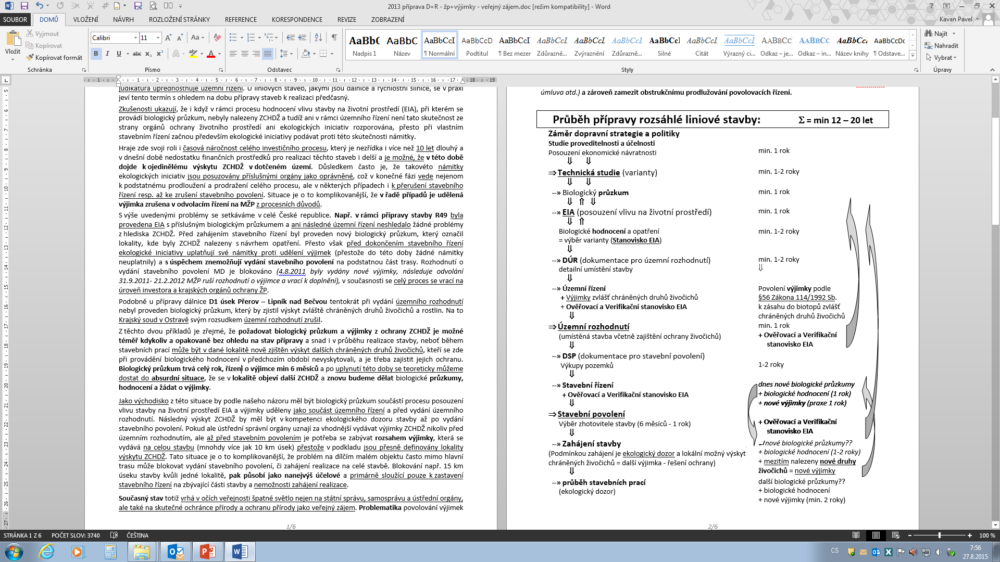 2013 příprava D+R - žp+výjimky - veřejný zájem.doc [režim kompatibility] - Word
SOUBOR DOMŮ VLOŽENÍ NÁVRH ROZLOŽENÍ STRÁNKY REFERENCE KORESPONDENCE REVIZE ZOBRAZENÍ Kavan Pavel
Vložit
Vyjmout
Kopírovat
Kopírovat formát
Schránka
Calibri 11
Písmo
Odstavec
Nadpis 1 Název ¶ Normální Podtitul ¶ Bez mezer Zdůrazně... Zvýraznění Zdůrazně... Silné Citát Výrazný ci... Odkaz – je... Odkaz – in... Název knihy ¶ Odstave...
Styly
Najít
Nahradit
Vybrat
Úpravy
judikatura upřednostňuje územní řízení. U liniových staveb, jakými jsou dálnice a rychlostní silnice, se v praxi
jeví tento termín s ohledem na dobu přípravy staveb k realizaci předčasný.
Zkušenosti ukazují, že i když v rámci procesu hodnocení vlivu stavby na životní prostředí (EIA), při kterém se
provádí biologický průzkum, nebyly nalezeny ZCHDŽ a tudíž ani v rámci územního řízení není tato skutečnost ze
strany orgánů ochrany životního prostředí ani ekologických iniciativ rozporována, přesto při vlastním
stavebním řízení začnou především ekologické iniciativy podávat proti této skutečnosti námitky.
Hraje zde svoji roli i časová náročnost celého investičního procesu, který je nezřídka i více než 10 let dlouhý a
v dnešní době nedostatku finančních prostředků pro realizaci těchto staveb i delší a je možné, že v této době
dojde k ojedinělému výskytu ZCHDŽ v dotčeném území. Důsledkem často je, že takovéto námitky
ekologických iniciativ jsou posuzovány příslušnými orgány jako oprávněné, což v konečné fázi vede nejenom
k podstatnému prodloužení a prodražení celého procesu, ale v některých případech i k přerušení stavebního
řízení resp. až ke zrušení stavebního povolení. Situace je o to komplikovanější, že v řadě případů je udělená
výjimka zrušena v odvolacím řízení na MŽP z procesních důvodů.
S výše uvedenými problémy se setkáváme v celé České republice. Např. v rámci přípravy stavby R49 byla
provedena EIA s příslušným biologickým průzkumem a ani následné územní řízení neshledalo žádné problémy
z hlediska ZCHDŽ. Před zahájením stavebního řízení byl proveden nový biologický průzkum, který označil
lokality, kde byly ZCHDŽ nalezeny s návrhem opatření. Přesto však před dokončením stavebního řízení
ekologické iniciativy uplatňují své námitky proti udělení výjimek (přestože do této doby žádné námitky
neuplatnily) a s úspěchem znemožňují vydání stavebního povolení na podstatnou část trasy. Rozhodnutí o
vydání stavebního povolení MD je blokováno (4.8.2011 byly vydány nové výjimky, následuje odvolání
31.9.2011- 21.2.2012 MŽP ruší rozhodnutí o výjimce a vrací k doplnění), v současnosti se celý proces se vrací na
úroveň investora a krajských orgánů ochrany ŽP.
Podobně u přípravy dálnice D1 úsek Přerov – Lipník nad Bečvou tentokrát při vydání územního rozhodnutí
nebyl proveden biologický průzkum, který by zjistil výskyt zvláště chráněných druhů živočichů a rostlin. Na to
Krajský soud v Ostravě svým rozsudkem územní rozhodnutí zrušil.
Z těchto dvou příkladů je zřejmé, že požadovat biologický průzkum a výjimky z ochrany ZCHDŽ je možné
téměř kdykoliv a opakovaně bez ohledu na stav přípravy a snad i v průběhu realizace stavby, neboť během
stavebních prací může být v dané lokalitě nově zjištěn výskyt dalších chráněných druhů živočichů, kteří se zde
při provádění biologického hodnocení v předchozím období nevyskytovali, a je třeba zajistit jejich ochranu.
Biologický průzkum trvá celý rok, řízení o výjimce min 6 měsíců a po uplynutí této doby se teoreticky můžeme
dostat do absurdní situace, že se v lokalitě objeví další ZCHDŽ a znovu budeme dělat biologické průzkumy,
hodnocení a žádat o výjimky.
Jako východisko z této situace by podle našeho názoru měl být biologický průzkum součástí procesu posouzení
vlivu stavby na životní prostředí EIA a výjimky uděleny jako součást územního řízení a před vydání územního
rozhodnutí. Následný výskyt ZCHDŽ by měl být v kompetenci ekologického dozoru stavby až po vydání
stavebního povolení. Pokud ale ústřední správní orgány uznají za vhodnější vydávat výjimky ZCHDŽ nikoliv před
územním rozhodnutím, ale až před stavebním povolením je potřeba se zabývat rozsahem výjimky, která se
vydává na celou stavbu (mnohdy více jak 10 km úsek) přestože v podkladu jsou přesně definovány lokality
výskytu ZCHDŽ. Tato situace je o to komplikovanější, že problém na dílčím malém objektu často mimo hlavní
trasu může blokovat vydání stavebního povolení, či zahájení realizace na celé stavbě. Blokování např. 15 km
úseku stavby kvůli jedné lokalitě, pak působí jako nanejvýš účelové a primárně sloužící pouze k zastavení
stavebního řízení na zbývající části stavby a nemožnosti zahájení realizace.
Současný stav totiž vrhá v očích veřejnosti špatné světlo nejen na státní správu, samosprávu a ústřední orgány,
ale také na skutečné ochránce přírody a ochranu přírody jako veřejný zájem. Problematika povolování výjimek
1/6
úmluva atd.) a zároveň zamezit obstrukčnímu prodlužování povolovacích řízení.
Průběh přípravy rozsáhlé liniové stavby: Σ = min 12 – 20 let
Záměr dopravní strategie a politiky
Studie proveditelnosti a účelnosti
Posouzení ekonomické návratnosti min. 1 rok
⇓ ⇓
⇒ Technická studie (varianty) min. 1-2 roky
⇓ ⇓
--» Biologický průzkum min. 1 rok
⇓ ⇑ ⇓
--» EIA (posouzení vlivu na životní prostředí) min. 1 rok
⇓ ⇑
Biologické hodnocení a opatření min. 1-2 roky
= výběr varianty (Stanovisko EIA)
⇓
--» DÚR (dokumentace pro územní rozhodnutí) min. 1-2 roky
detailní umístění stavby ⇓
⇓
--» Územní řízení Povolení výjimky podle
+ Výjimky zvlášť chráněných druhů živočichů §56 Zákona 114/1992 Sb.
+ Ověřovací a Verifikační stanovisko EIA k zásahu do biotopů zvlášť
⇓ chráněných druhů živočichů
⇒ Územní rozhodnutí min. 1 rok
(umístěná stavba včetně zajištění ochrany živočichů) + Ověřovací a Verifikační
⇓ stanovisko EIA
--» DSP (dokumentace pro stavební povolení)
Výkupy pozemků 1-2 roky
⇓
--» Stavební řízení dnes nové biologické průzkumy
+ Ověřovací a Verifikační stanovisko EIA + biologické hodnocení (1 rok)
⇓ + nové výjimky (praxe 1 rok)
⇒ Stavební povolení
Výběr zhotovitele stavby (6 měsíců - 1 rok) + Ověřovací a Verifikační
⇓ stanovisko EIA
--» Zahájení stavby nové biologické průzkumy??
(Podmínkou zahájení je ekologický dozor a lokální možný výskyt + biologické hodnocení (1-2 roky)
chráněných živočichů = další výjimka - řešení ochrany) + mezitím nalezeny nové druhy
⇓ živočichů = nové výjimky
--» průběh stavebních prací další biologické průzkumy??
(ekologický dozor) + biologické hodnocení
+ nové výjimky (min. 2 roky)
2/6
STRÁNKA 1 Z 6 POČET SLOV: 3740 ČEŠTINA 100 %
CS 7:56
27.8.2015